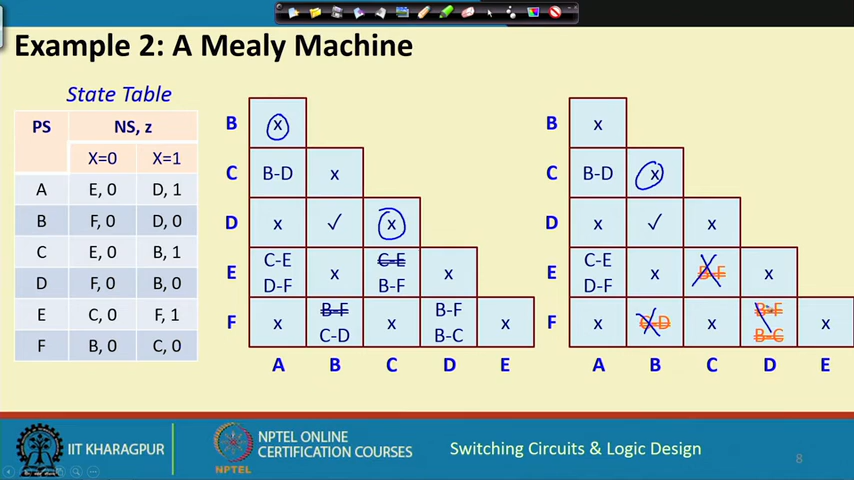 Example 2: A Mealy Machine
State Table
PS NS, z
X=0 X=1
A E, 0 D, 1
B F, 0 D, 0
C E, 0 B, 1
D F, 0 B, 0
E C, 0 F, 1
F B, 0 C, 0
B x
C B-D x
D x ✓ x
E C-E D-F x C-E B-F x
F x B-F C-D x B-F B-C x
A B C D E
B x
C B-D x
D x ✓ x
E C-E D-F x B-F x
F x C-D x B-F B-C x
A B C D E
IIT KHARAGPUR
NPTEL
NPTEL ONLINE
CERTIFICATION COURSES
Switching Circuits & Logic Design
8